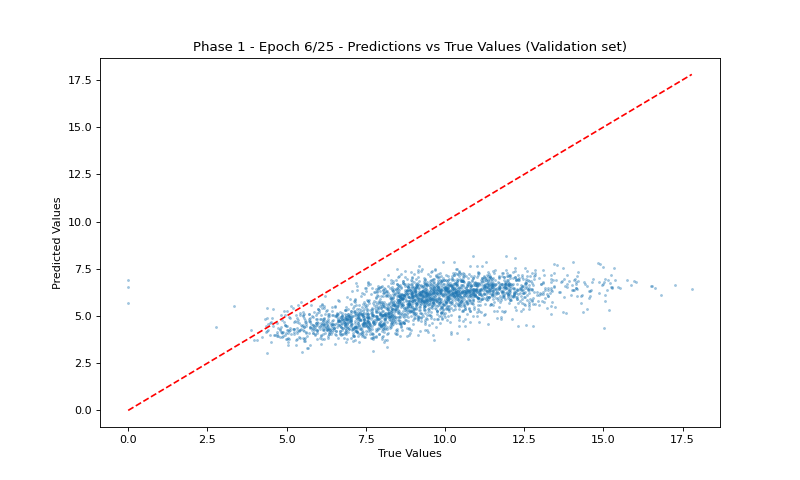 Phase 1 - Epoch 6/25 - Predictions vs True Values (Validation set)
Predicted Values
17.5
15.0
12.5
10.0
7.5
5.0
2.5
0.0
0.0 2.5 5.0 7.5 10.0 12.5 15.0 17.5
True Values